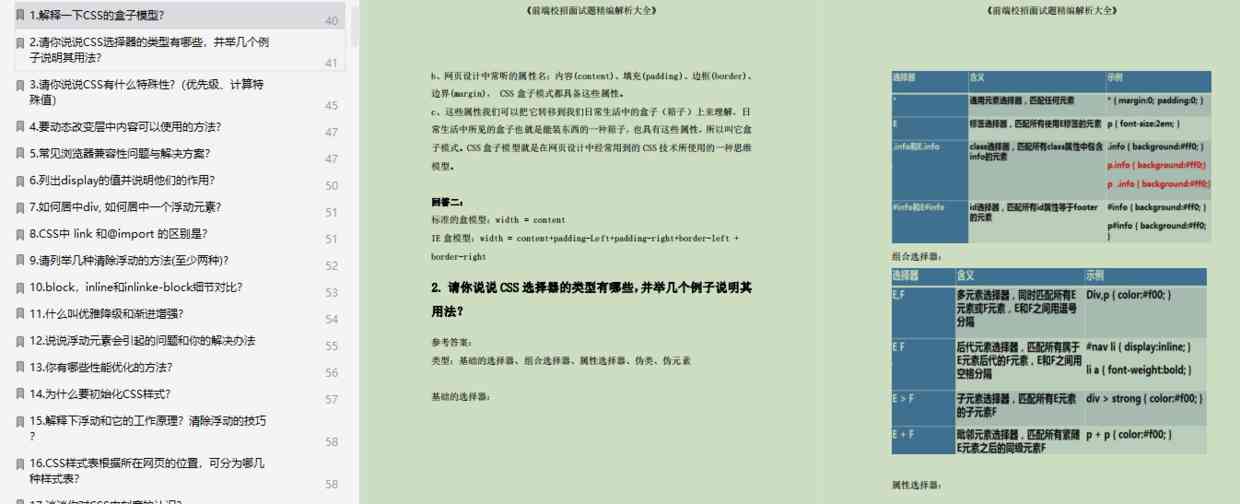 1.解释一下CSS的盒子模型?
40
2.请你说说CSS选择器的类型有哪些，并举几个例
子说明其用法?
41
3.请你说说CSS有什么特殊性?（优先级、计算特
殊值)
45
4.要动态改变层中内容可以使用的方法?
47
5.常见浏览器兼容性问题与解决方案?
47
6.列出display的值并说明他们的作用?
50
7.如何居中div, 如何居中一个浮动元素?
51
8.CSS中 link 和@import 的区别是?
51
9.请列举几种清除浮动的方法(至少两种)?
52
10.block，inline和inlinke-block细节对比?
53
11.什么叫优雅降级和渐进增强?
54
12.说说浮动元素会引起的问题和你的解决办法
55
13.你有哪些性能优化的方法?
56
14.为什么要初始化CSS样式?
57
15.解释下浮动和它的工作原理? 清除浮动的技巧
?
58
16.CSS样式表根据所在网页的位置，可分为哪几
种样式表?
58
《前端校招面试题精编解析大全》
b、网页设计中常听的属性名：内容(content)、填充(padding)、边框(border)、
边界(margin)， CSS 盒子模式都具备这些属性。
c、这些属性我们可以把它转移到我们日常生活中的盒子（箱子）上来理解，日
常生活中所见的盒子也就是能装东西的一种箱子，也具有这些属性，所以叫它盒
子模式。CSS 盒子模型就是在网页设计中经常用到的 CSS 技术所使用的一种思维
模型。
回答二：
标准的盒模型：width = content
IE 盒模型：width = content+padding-Left+padding-right+border-left +
border-right
2. 请你说说 CSS 选择器的类型有哪些，并举几个例子说明其
用法？
参考答案：
类型：基础的选择器、组合选择器、属性选择器、伪类、伪元素
基础的选择器：
《前端校招面试题精编解析大全》
选择器 含义 示例
* 通用元素选择器，匹配任何元素 * { margin:0; padding:0; }
E 标签选择器，匹配所有使用E标签的元素 p { font-size:2em; }
.info和E.info class选择器，匹配所有class属性中包含 .info { background:#ff0; }
info的元素 p.info { background:#ff0;}
p .info { background:#ff0;}
#info和E#info id选择器，匹配所有id属性等于footer #info { background:#ff0; }
的元素 p#info { background:#ff0;
}
组合选择器：
选择器 含义 示例
E,F 多元素选择器，同时匹配所有E Div,p { color:#f00; }
元素或F元素，E和F之间用逗号
分隔
E F 后代元素选择器，匹配所有属于 #nav li { display:inline; }
E元素后代的F元素，E和F之间用 li a { font-weight:bold; }
空格分隔
E > F 子元素选择器，匹配所有E元素 div > strong { color:#f00; }
的子元素F
E + F 毗邻元素选择器，匹配所有紧随 p + p { color:#f00; }
E元素之后的同级元素F
属性选择器：